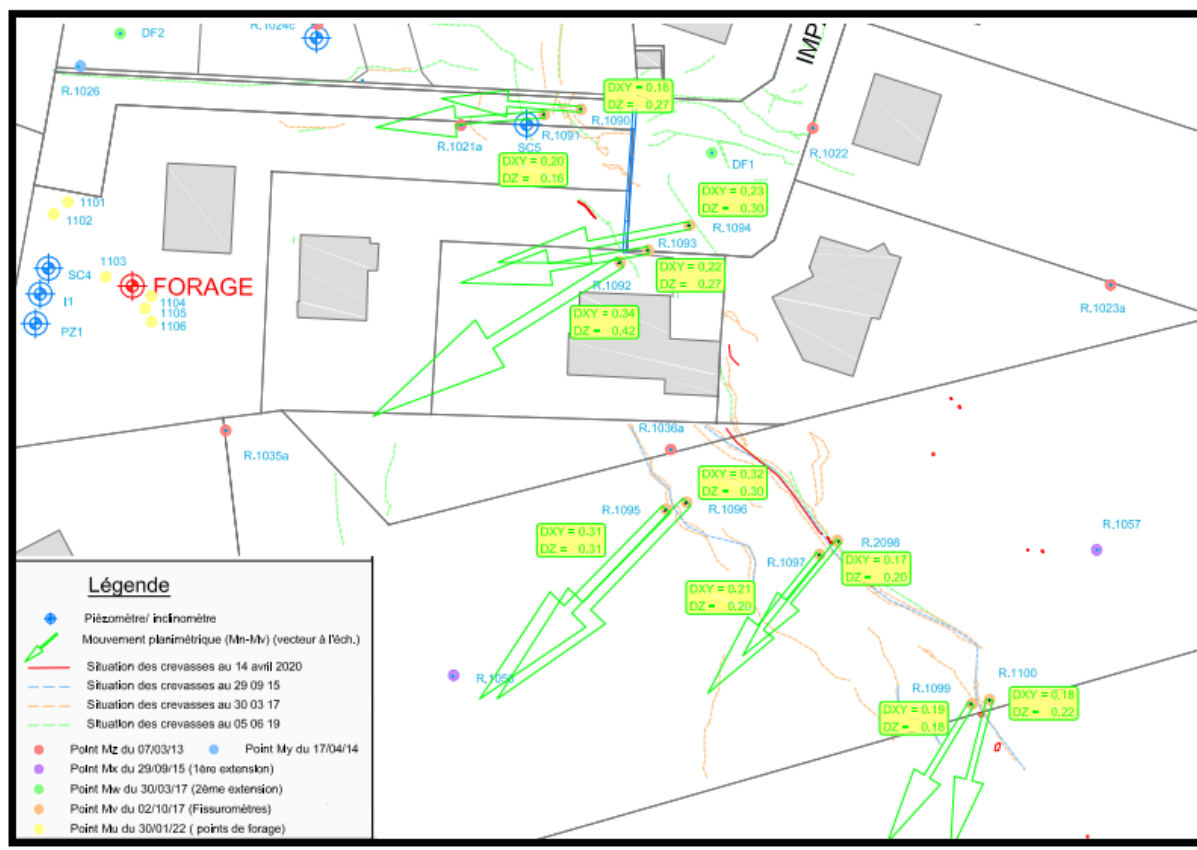 R.1024c
IMP
DF2
R.1026
DXY = 0.16
DZ = 0.27
R.1090
R.1091
R.1021a
SC5
R.1022
DF1
DXY = 0.20
DZ = 0.16
DXY = 0.23
DZ = 0.30
1101
1102
R.1094
R.1093
1103
SC4
DXY = 0.22
DZ = 0.27
FORAGE
R.1092
R.1023a
I1
1104
1105
1106
PZ1
DXY = 0.34
DZ = 0.42
R.1036a
R.1035a
DXY = 0.32
DZ = 0.30
R.1095
R.1096
R.1057
DXY = 0.31
DZ = 0.31
R.2098
R.1097
DXY = 0.17
DZ = 0.20
DXY = 0.21
DZ = 0.20
R.1099
R.1100
DXY = 0.18
DZ = 0.22
DXY = 0.19
DZ = 0.18
Légende
Piézomètre/ inclinomètre
Mouvement planimétrique (Mn-Mv) (vecteur à l'éch.)
Situation des crevasses au 14 avril 2020
Situation des crevasses au 29 09 15
Situation des crevasses au 30 03 17
Situation des crevasses au 05 06 19
Point Mz du 07/03/13 Point My du 17/04/14
Point Mx du 29/09/15 (1ère extension)
Point Mw du 30/03/17 (2ème extension)
Point Mv du 02/10/17 (Fissuromètres)
Point Mu du 30/01/22 ( points de forage)